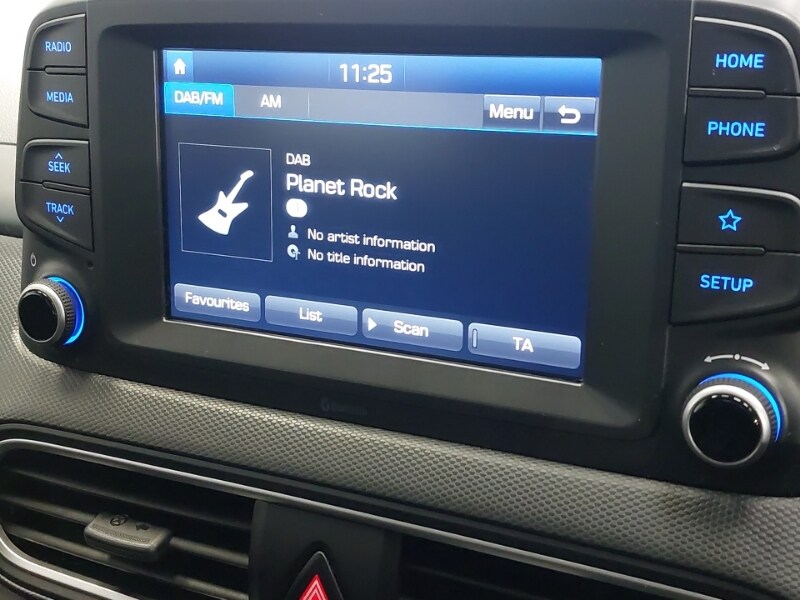 RADIO
MEDIA
SEEK
TRACK
11:25
DAB/FM AM Menu
DAB
Planet Rock
No artist information
No title information
Favourites List Scan TA
HOME
PHONE
SETUP